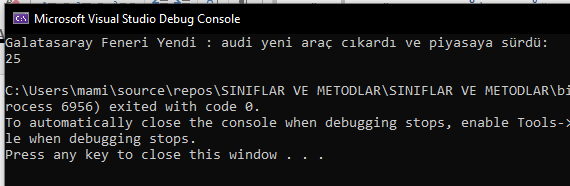 Microsoft Visual Studio Debug Console
Galatasaray Feneri Yendi : audi yeni araç cıkardı ve piyasaya sürdü:
25
C:\Users\mami\source\repos\SINIFLAR VE METODLAR\SINIFLAR VE METODLAR\bi
rocess 6956) exited with code 0.
To automatically close the console when debugging stops, enable Tools->
le when debugging stops.
Press any key to close this window . . .